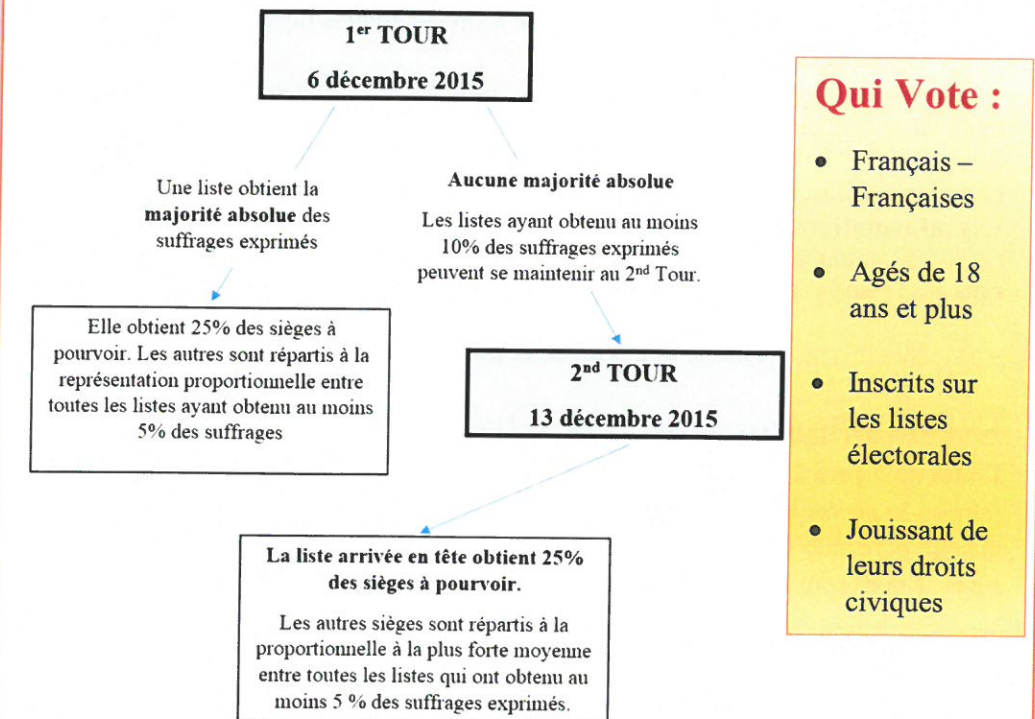 1er TOUR
6 décembre 2015
Une liste obtient la
majorité absolue des
suffrages exprimés
Aucune majorité absolue
Les listes ayant obtenu au moins
10% des suffrages exprimés
peuvent se maintenir au 2nd Tour.
Elle obtient 25% des sièges à
pourvoir. Les autres sont répartis à la
représentation proportionnelle entre
toutes les listes ayant obtenu au moins
5% des suffrages
2nd TOUR
13 décembre 2015
La liste arrivée en tête obtient 25%
des sièges à pourvoir.
Les autres sièges sont répartis à la
proportionnelle à la plus forte moyenne
entre toutes les listes qui ont obtenu au
moins 5 % des suffrages exprimés.
Qui Vote :
• Français –
Françaises
• Agés de 18
ans et plus
• Inscrits sur
les listes
électorales
• Jouissant de
leurs droits
civiques